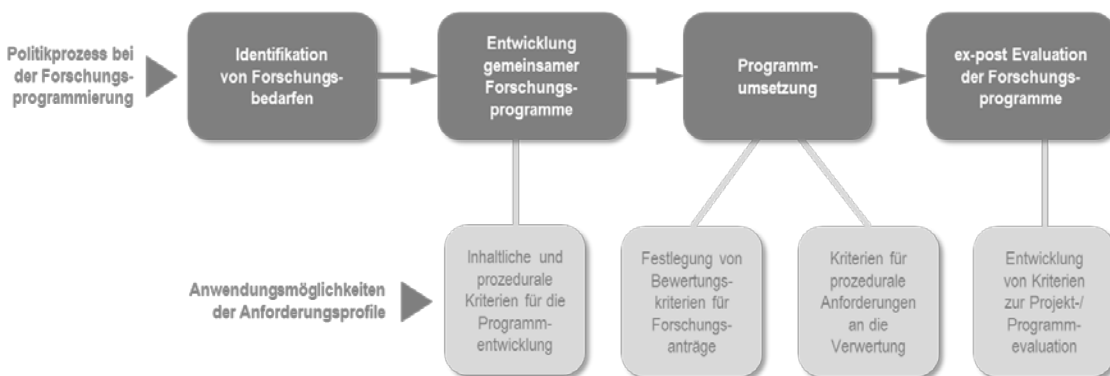 Politikprozess bei
der Forschungs-
programmierung
Identifikation
von Forschungs-
bedarfen
Entwicklung
gemeinsamer
Forschungs-
programme
Programm-
umsetzung
ex-post Evaluation
der Forschungs-
programme
Anwendungsmöglichkeiten
der Anforderungsprofile
Inhaltliche und
prozedurale
Kriterien für die
Programm-
entwicklung
Festlegung von
Bewertungs-
kriterien für
Forschungs-
anträge
Kriterien für
prozedurale
Anforderungen
an die
Verwertung
Entwicklung
von Kriterien
zur Projekt-/
Programm-
evaluation